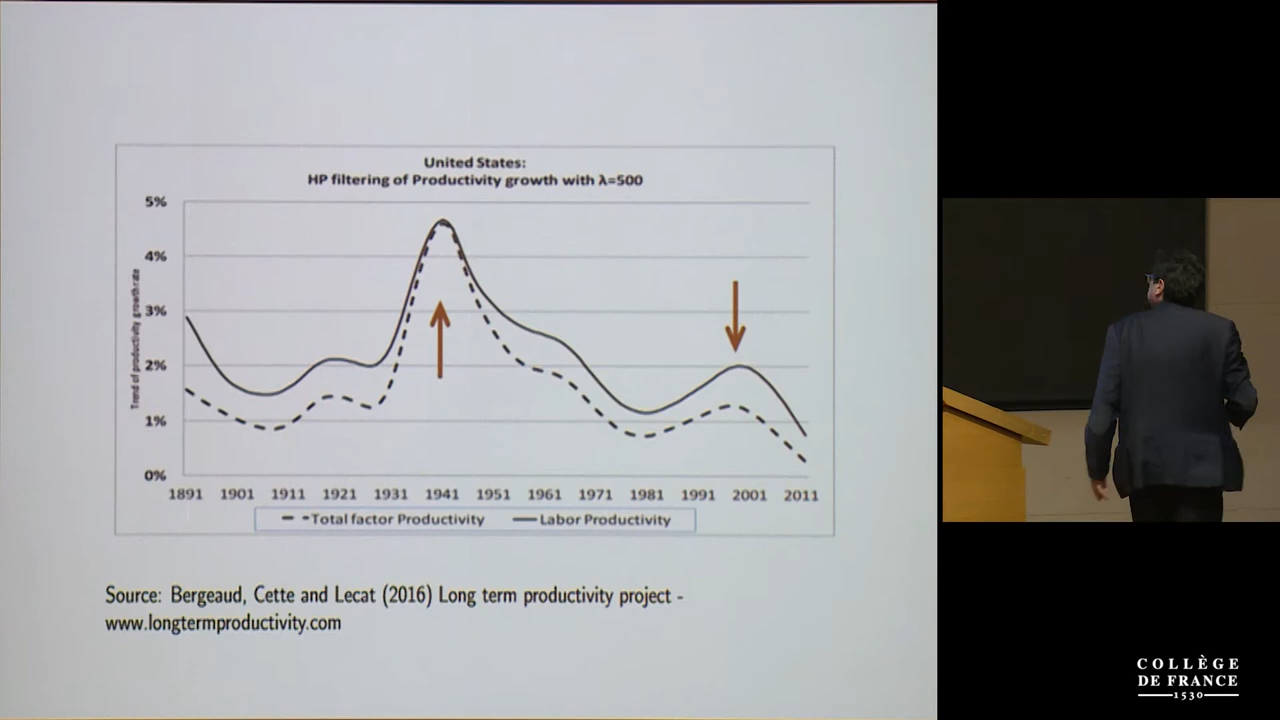 United States:
HP filtering of Productivity growth with λ=500
Trend of productivity growth rate
5%
4%
3%
2%
1%
0%
1891 1901 1911 1921 1931 1941 1951 1961 1971 1981 1991 2001 2011
Total factor Productivity Labor Productivity
Source: Bergeaud, Cette and Lecat (2016) Long term productivity project -
www.longtermproductivity.com
COLLÈGE
DE FRANCE
1530